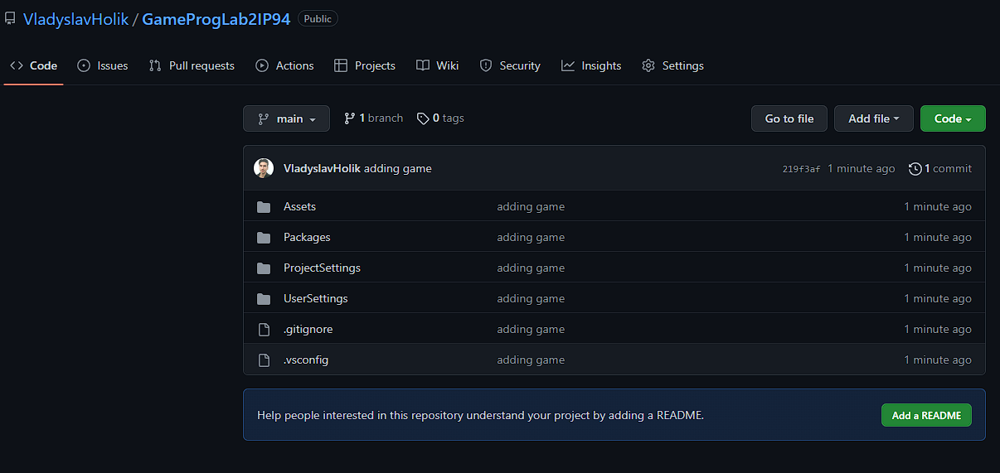 VladyslavHolik / GameProgLab2IP94 Public
Code Issues Pull requests Actions Projects Wiki Security Insights Settings
main 1 branch 0 tags Go to file Add file Code
VladyslavHolik adding game 219f3af 1 minute ago 1 commit
Assets adding game 1 minute ago
Packages adding game 1 minute ago
ProjectSettings adding game 1 minute ago
UserSettings adding game 1 minute ago
.gitignore adding game 1 minute ago
.vsconfig adding game 1 minute ago
Help people interested in this repository understand your project by adding a README. Add a README